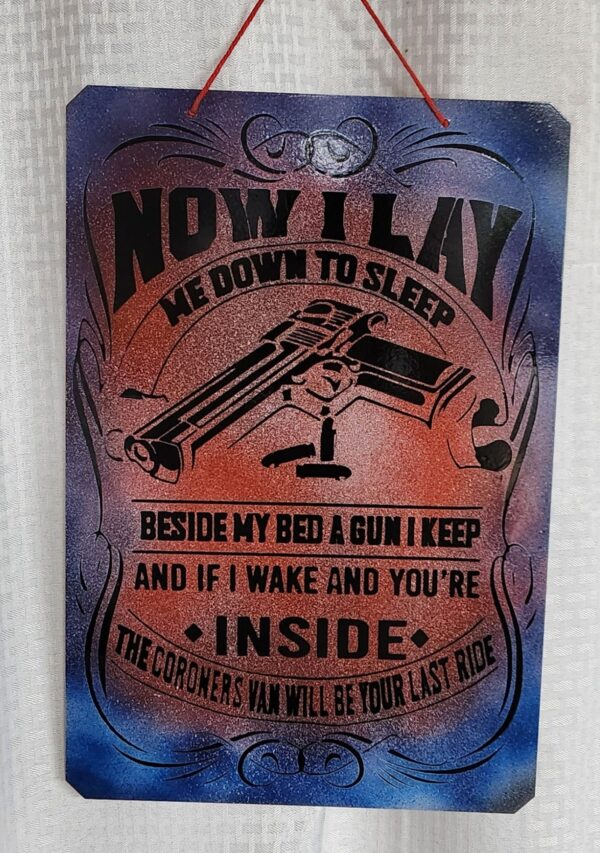 NOW I LAY
ME DOWN TO SLEEP
BESIDE MY BED A GUN I KEEP
AND IF I WAKE AND YOU'RE
INSIDE
THE CORONERS VAN WILL BE YOUR LAST RIDE